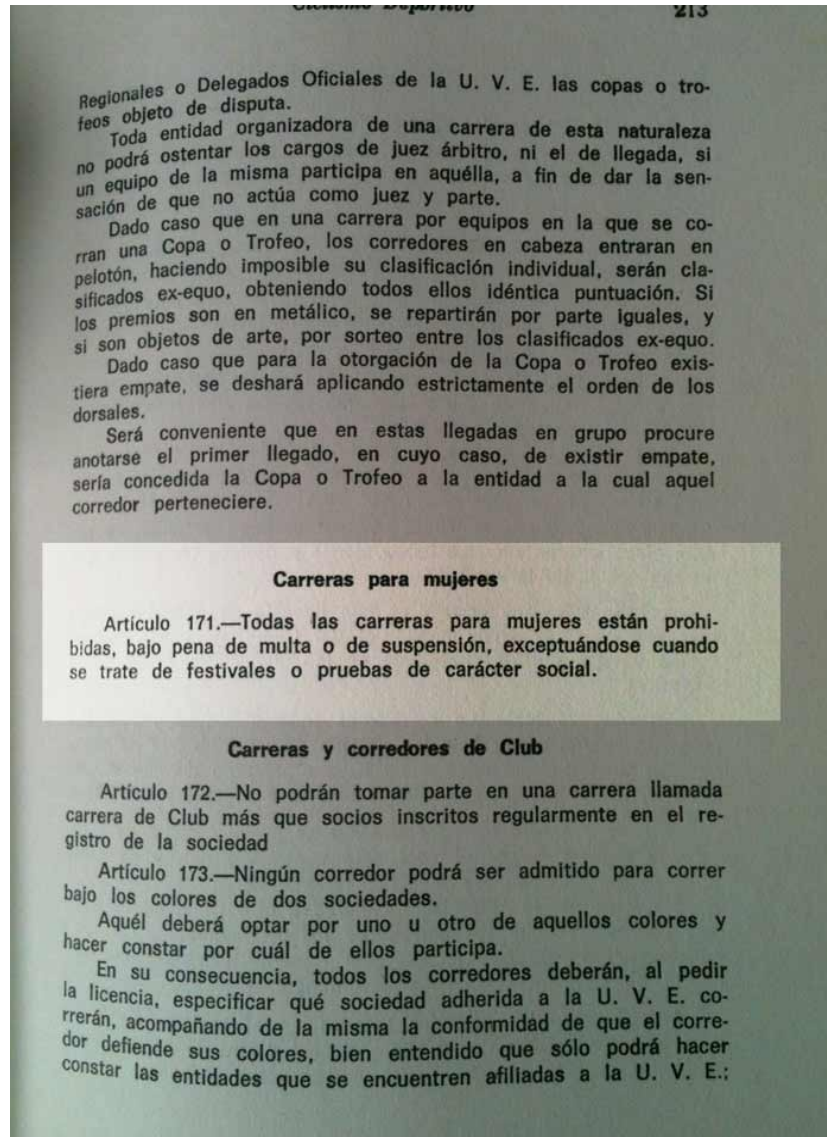 Ciclismo Deportivo 213
Regionales o Delegados Oficiales de la U. V. E. las copas o tro-
feos objeto de disputa.
Toda entidad organizadora de una carrera de esta naturaleza
no podrá ostentar los cargos de juez árbitro, ni el de llegada, si
un equipo de la misma participa en aquélla, a fin de dar la sen-
sación de que no actúa como juez y parte.
Dado caso que en una carrera por equipos en la que se co-
rran una Copa o Trofeo, los corredores en cabeza entraran en
pelotón, haciendo imposible su clasificación individual, serán cla-
sificados ex-equo, obteniendo todos ellos idéntica puntuación. Si
los premios son en metálico, se repartirán por parte iguales, y
si son objetos de arte, por sorteo entre los clasificados ex-equo.
Dado caso que para la otorgación de la Copa o Trofeo exis-
tiera empate, se deshará aplicando estrictamente el orden de los
dorsales.
Será conveniente que en estas llegadas en grupo procure
anotarse el primer llegado, en cuyo caso, de existir empate,
sería concedida la Copa o Trofeo a la entidad a la cual aquel
corredor perteneciere.
Carreras para mujeres
Artículo 171.—Todas las carreras para mujeres están prohi-
bidas, bajo pena de multa o de suspensión, exceptuándose cuando
se trate de festivales o pruebas de carácter social.
Carreras y corredores de Club
Artículo 172.—No podrán tomar parte en una carrera llamada
carrera de Club más que socios inscritos regularmente en el re-
gistro de la sociedad
Artículo 173.—Ningún corredor podrá ser admitido para correr
bajo los colores de dos sociedades.
Aquél deberá optar por uno u otro de aquellos colores y
hacer constar por cuál de ellos participa.
En su consecuencia, todos los corredores deberán, al pedir
la licencia, especificar qué sociedad adherida a la U. V. E. co-
rrerán, acompañando de la misma la conformidad de que el corre-
dor defiende sus colores, bien entendido que sólo podrá hacer
constar las entidades que se encuentren afiliadas a la U. V. E.: